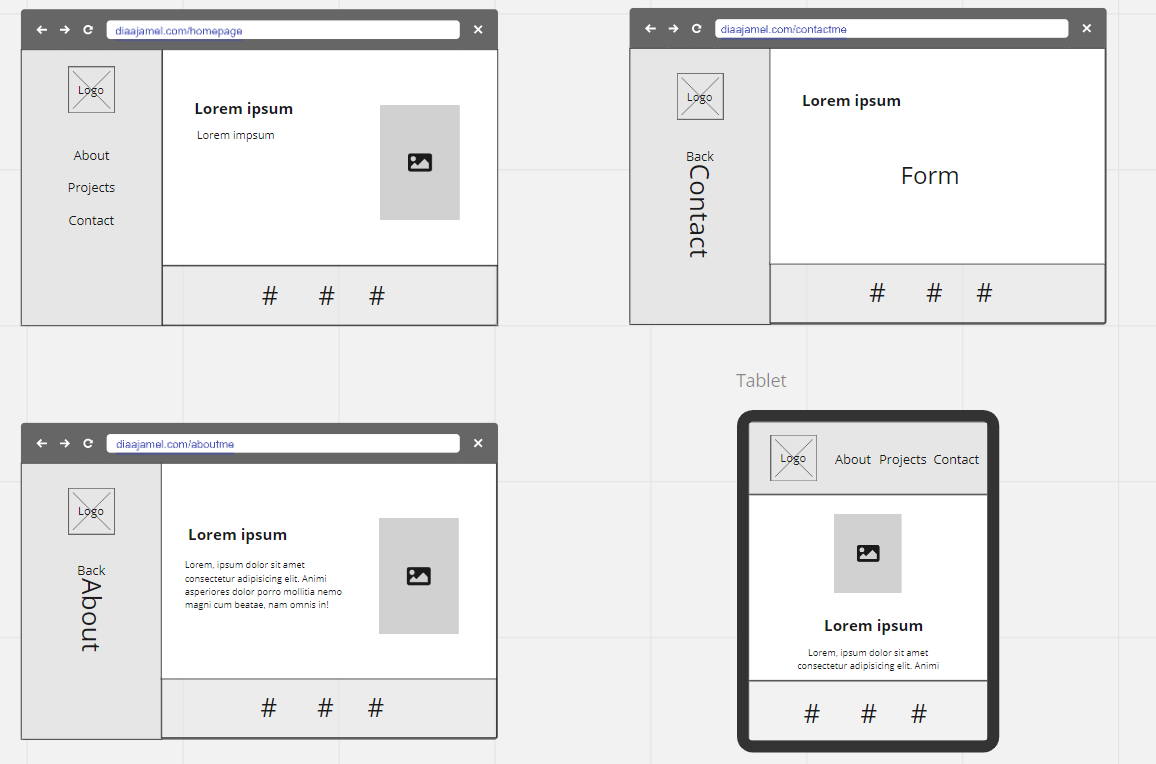 diaajamel.com/homepage
Logo
About
Projects
Contact
Lorem ipsum
Lorem impsum
# # #
diaajamel.com/contactme
Logo
Back
Contact
Lorem ipsum
Form
# # #
diaajamel.com/aboutme
Logo
Back
About
Lorem ipsum
Lorem, ipsum dolor sit amet
consectetur adipisicing elit. Animi
asperiores dolor porro mollitia nemo
magni cum beatae, nam omnis in!
# # #
Tablet
Logo
About Projects Contact
Lorem ipsum
Lorem, ipsum dolor sit amet
consectetur adipisicing elit. Animi
# # #